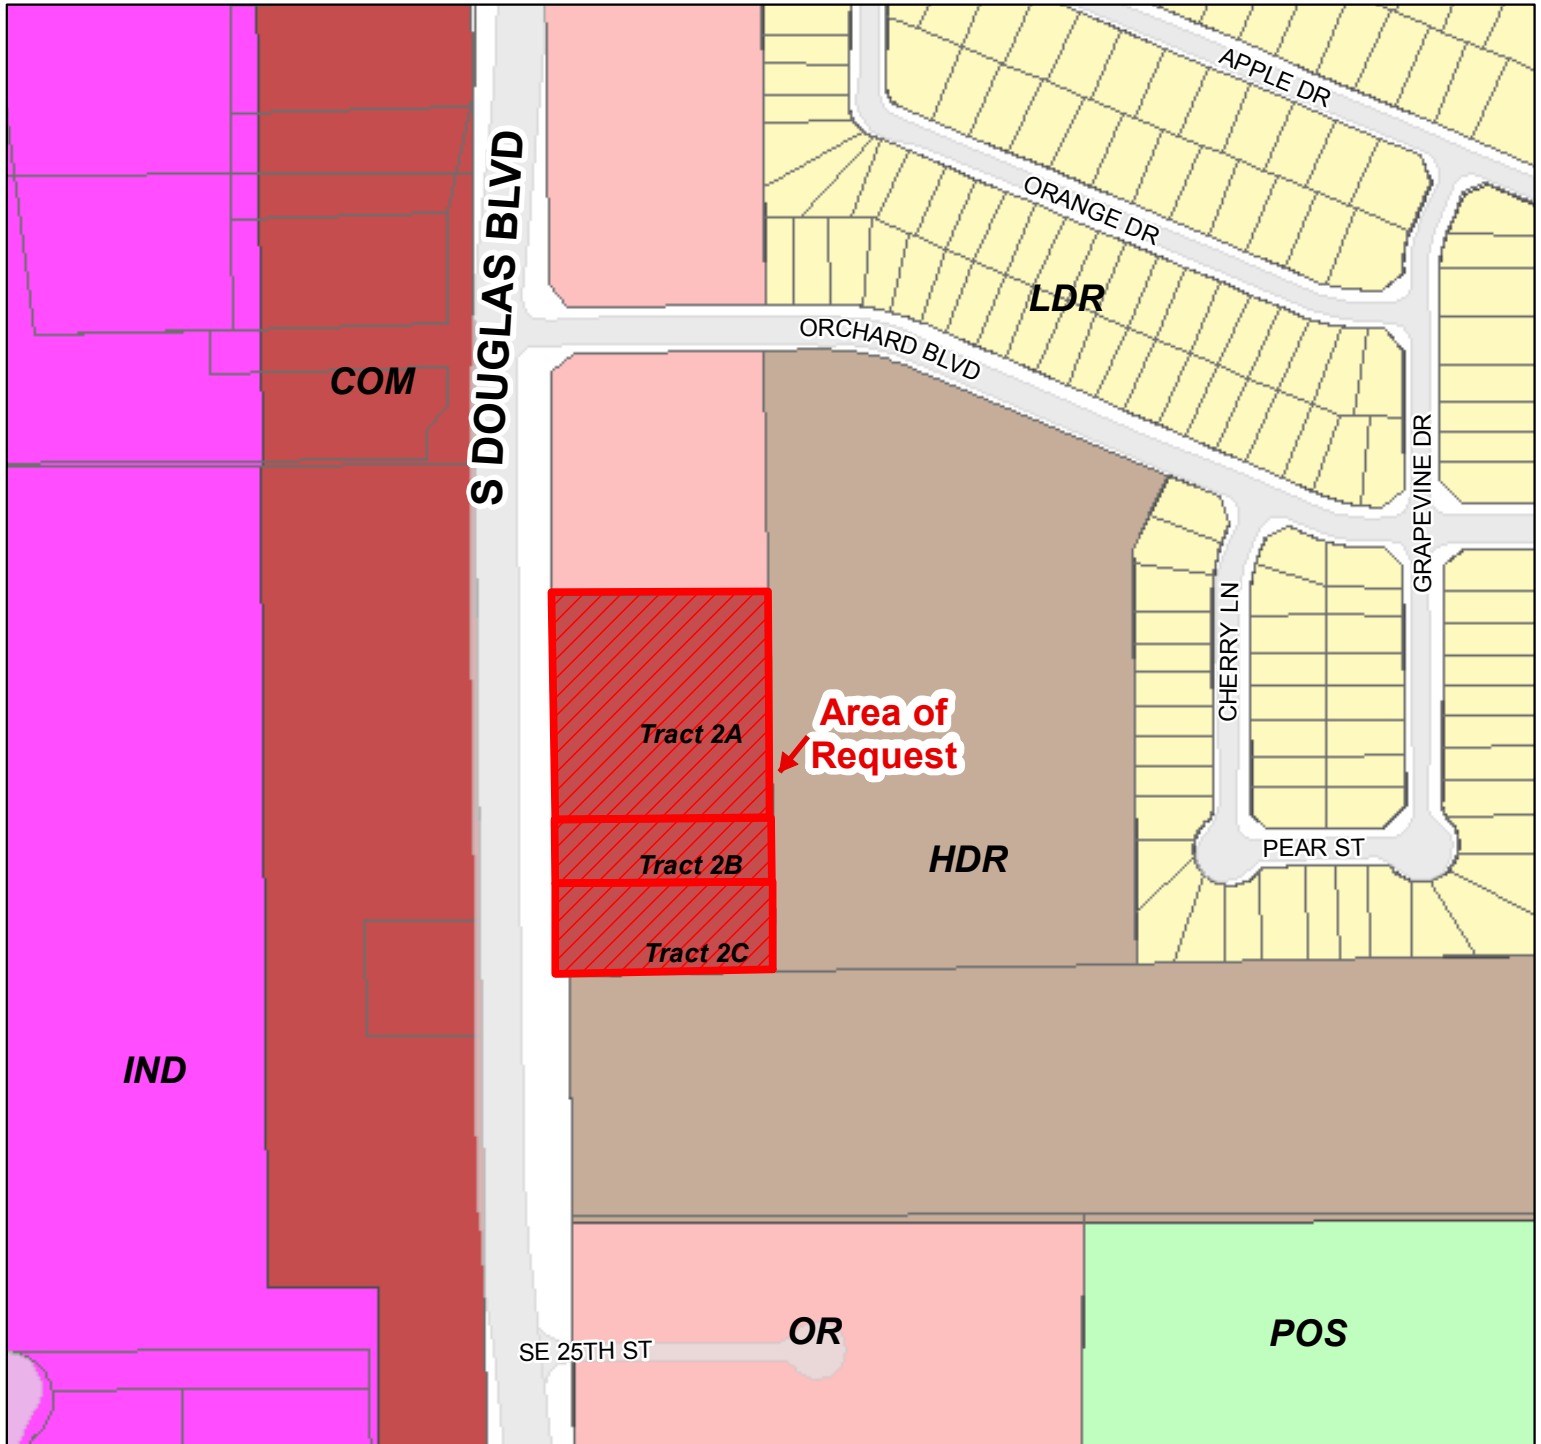 APPLE DR
S DOUGLAS BLVD
ORANGE DR
LDR
ORCHARD BLVD
COM
GRAPEVINE DR
CHERRY LN
Area of
Request
Tract 2A
Tract 2B
HDR
PEAR ST
Tract 2C
IND
OR
POS
SE 25TH ST